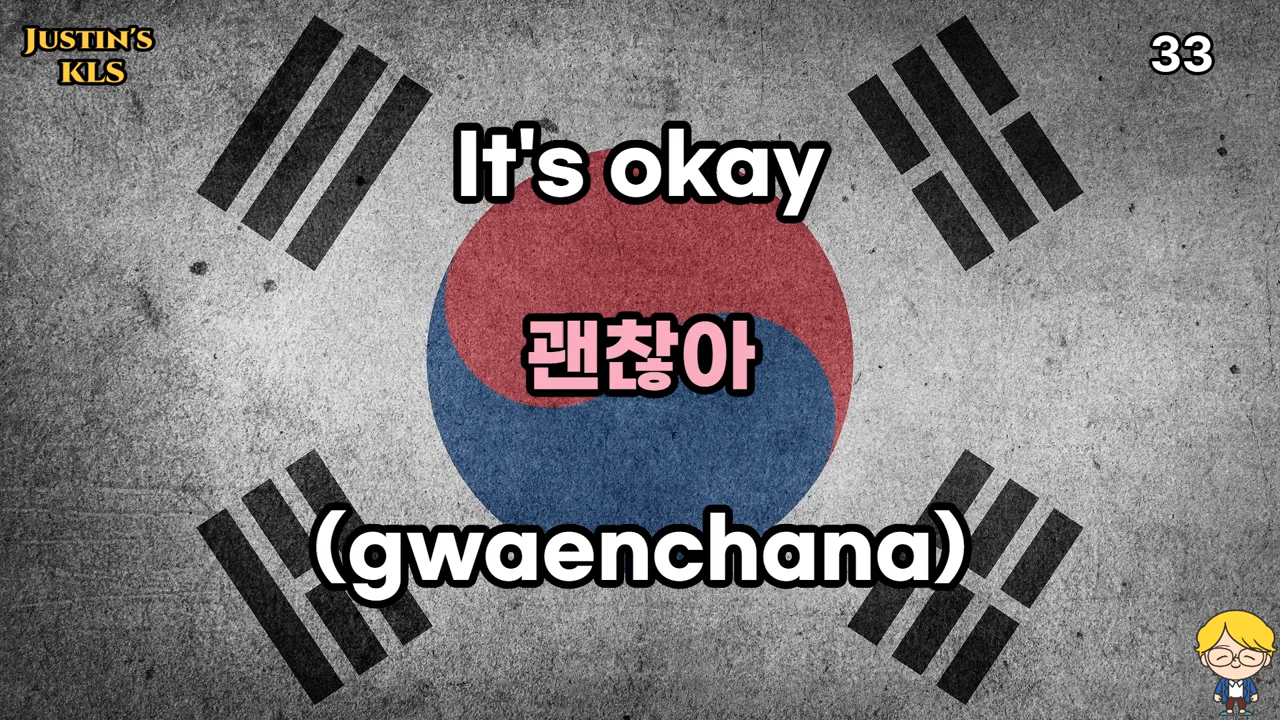 JUSTIN'S
KLS
33
It's okay
괜찮아
(gwaenchana)